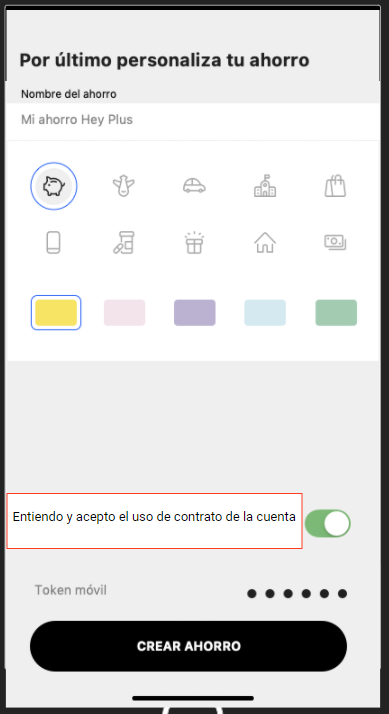 Por último personaliza tu ahorro
Nombre del ahorro
Mi ahorro Hey Plus
Entiendo y acepto el uso de contrato de la cuenta
Token móvil
CREAR AHORRO